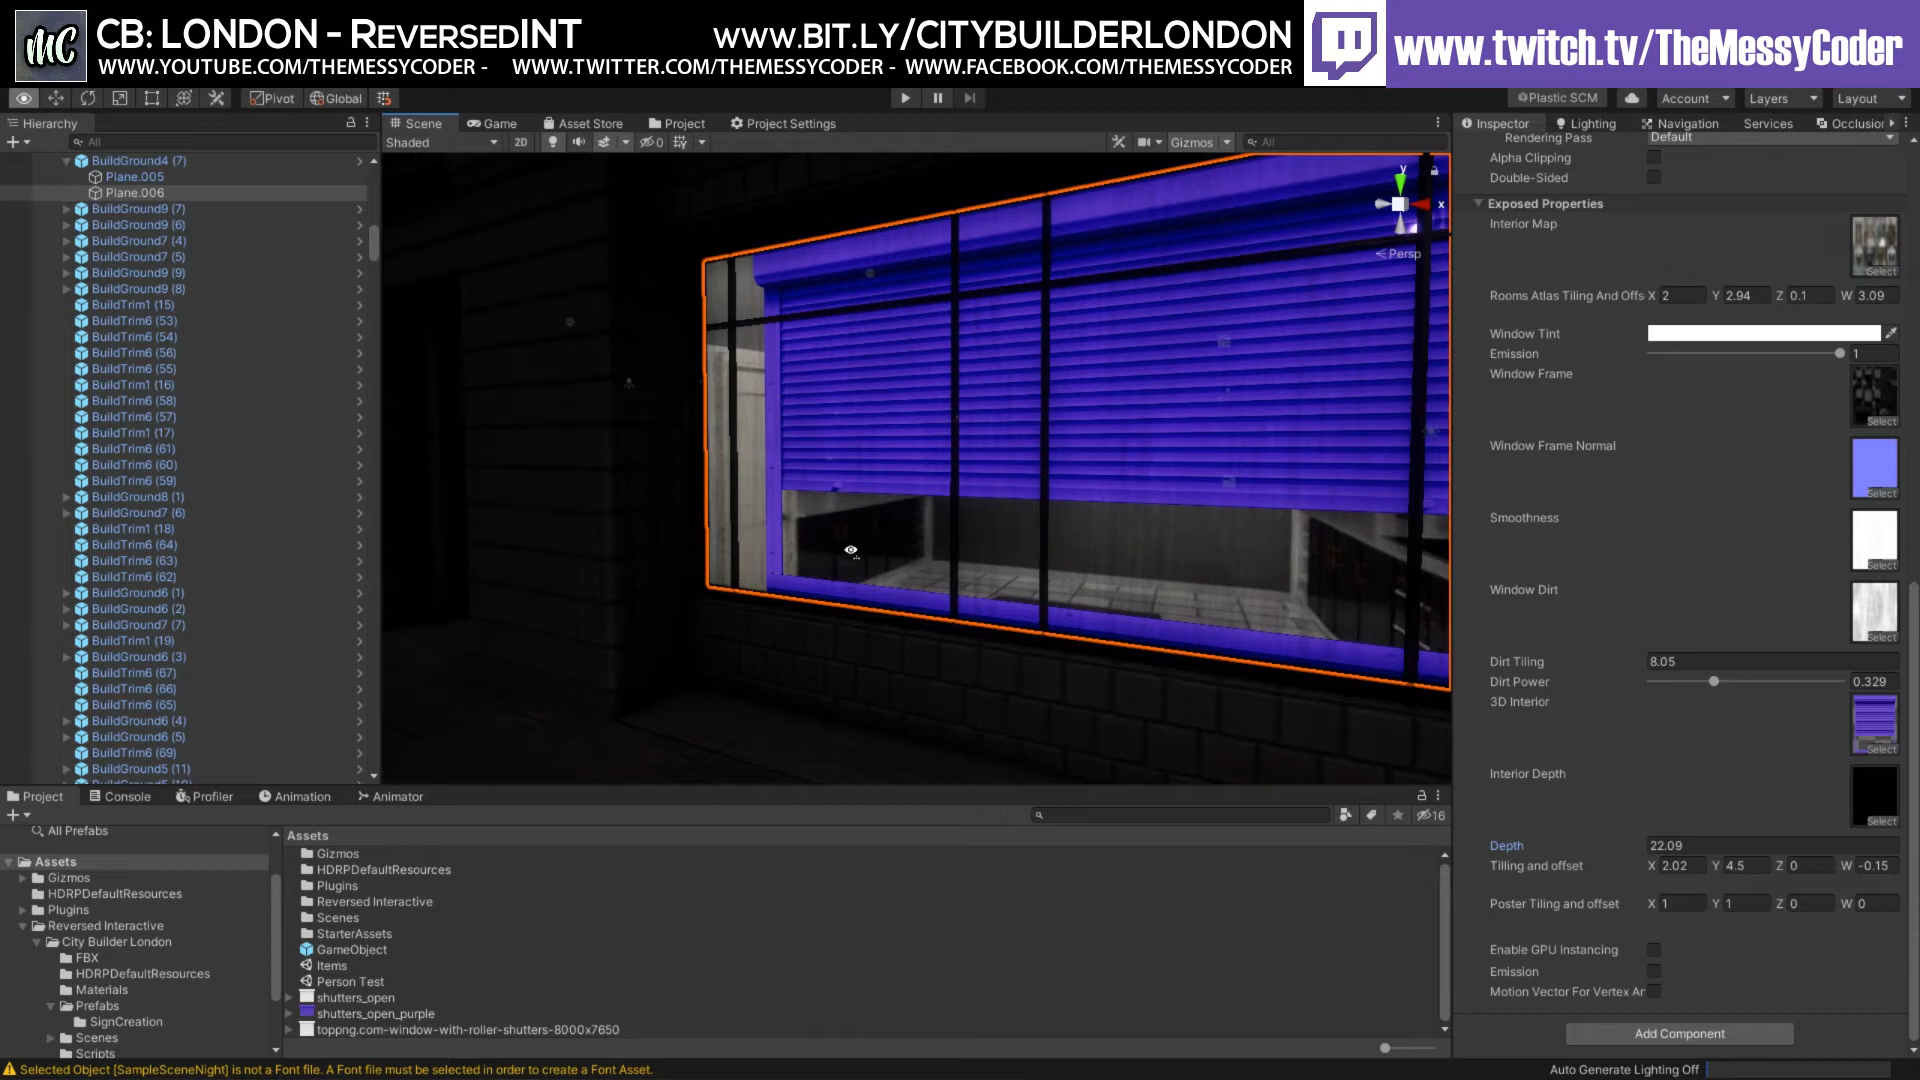 MC
CB: LONDON - REVERSEDINT
WWW.BIT.LY/CITYBUILDERLONDON
WWW.YOUTUBE.COM/THEMESSYCODER - WWW.TWITTER.COM/THEMESSYCODER - WWW.FACEBOOK.COM/THEMESSYCODER
www.twitch.tv/TheMessyCoder
Pivot Global
Plastic SCM Account Layers Layout
Hierarchy
All
BuildGround4 (7)
Plane.005
Plane.006
BuildGround9 (7)
BuildGround9 (6)
BuildGround7 (4)
BuildGround7 (5)
BuildGround9 (9)
BuildGround9 (8)
BuildTrim1 (15)
BuildTrim6 (53)
BuildTrim6 (54)
BuildTrim6 (56)
BuildTrim6 (55)
BuildTrim1 (16)
BuildTrim6 (58)
BuildTrim6 (57)
BuildTrim1 (17)
BuildTrim6 (61)
BuildTrim6 (60)
BuildTrim6 (59)
BuildGround8 (1)
BuildGround7 (6)
BuildTrim1 (18)
BuildTrim6 (64)
BuildTrim6 (63)
BuildTrim6 (62)
BuildGround6 (1)
BuildGround6 (2)
BuildGround7 (7)
BuildTrim1 (19)
BuildGround6 (3)
BuildTrim6 (67)
BuildTrim6 (66)
BuildTrim6 (65)
BuildGround6 (4)
BuildGround6 (5)
BuildTrim6 (69)
BuildGround5 (11)
Scene Game Asset Store Project Project Settings
Shaded 2D 0 Gizmos All
y
x
Persp
Inspector Lighting Navigation Services Occlusion
Rendering Pass Default
Alpha Clipping
Double-Sided
Exposed Properties
Interior Map
Select
Rooms Atlas Tiling And Offs X 2 Y 2.94 Z 0.1 W 3.09
Window Tint
Emission 1
Window Frame
Select
Window Frame Normal
Select
Smoothness
Select
Window Dirt
Select
Dirt Tiling 8.05
Dirt Power 0.329
3D Interior
Select
Interior Depth
Select
Depth 22.09
Tilling and offset X 2.02 Y 4.5 Z 0 W -0.15
Poster Tiling and offset X 1 Y 1 Z 0 W 0
Enable GPU Instancing
Emission
Motion Vector For Vertex Ar
Add Component
Project Console Profiler Animation Animator
16
All Prefabs
Assets
Gizmos
HDRPDefaultResources
Plugins
Reversed Interactive
City Builder London
FBX
HDRPDefaultResources
Materials
Prefabs
SignCreation
Scenes
Scripts
Assets
Gizmos
HDRPDefaultResources
Plugins
Reversed Interactive
Scenes
StarterAssets
GameObject
Items
Person Test
shutters_open
shutters_open_purple
toppng.com-window-with-roller-shutters-8000x7650
Selected Object [SampleSceneNight] is not a Font file. A Font file must be selected in order to create a Font Asset.
Auto Generate Lighting Off